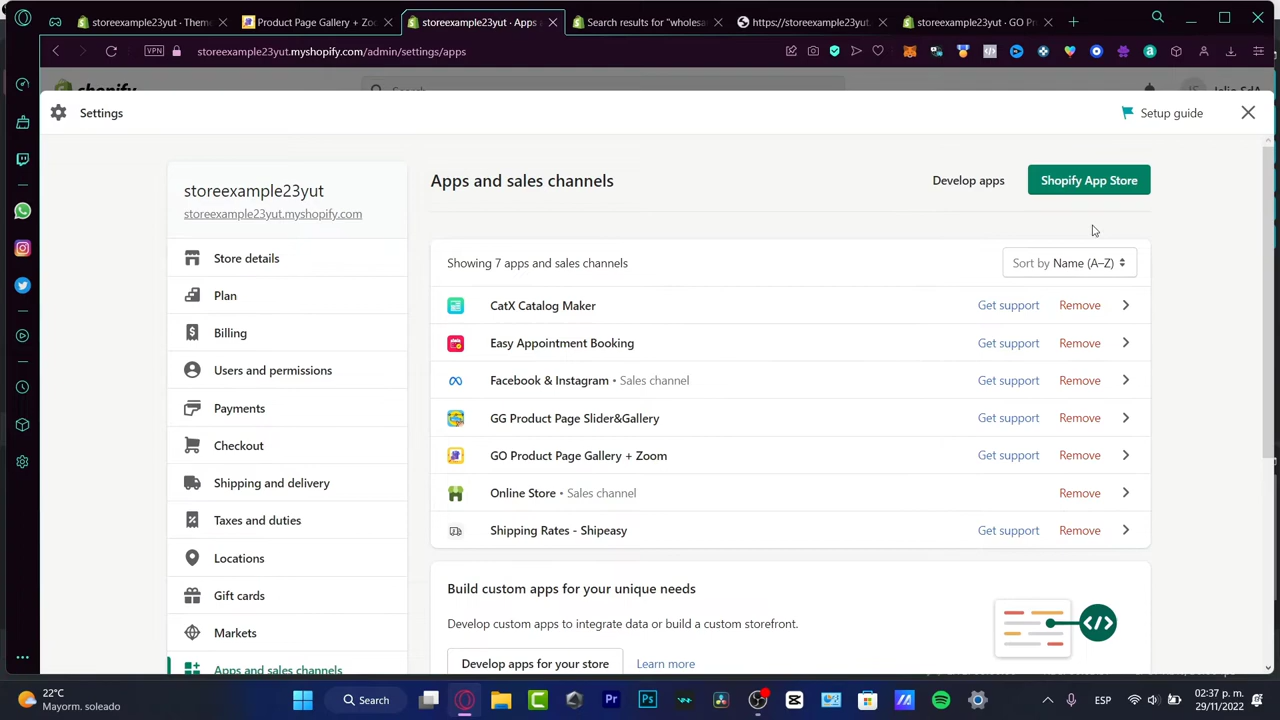 storeexample23yut · Them
Product Page Gallery + Zoo
storeexample23yut · Apps a
Search results for "wholesa
https://storeexample23yut.
storeexample23yut · GO Pr
VPN
storeexample23yut.myshopify.com/admin/settings/apps
shopify
Search
Settings
Setup guide
storeexample23yut
storeexample23yut.myshopify.com
Store details
Plan
Billing
Users and permissions
Payments
Checkout
Shipping and delivery
Taxes and duties
Locations
Gift cards
Markets
Apps and sales channels
Apps and sales channels
Develop apps
Shopify App Store
Showing 7 apps and sales channels
Sort by Name (A–Z)
CatX Catalog Maker
Get support
Remove
Easy Appointment Booking
Get support
Remove
Facebook & Instagram • Sales channel
Get support
Remove
GG Product Page Slider&Gallery
Get support
Remove
GO Product Page Gallery + Zoom
Get support
Remove
Online Store • Sales channel
Remove
Shipping Rates - Shipeasy
Get support
Remove
Build custom apps for your unique needs
Develop custom apps to integrate data or build a custom storefront.
Develop apps for your store
Learn more
22°C
Mayorm. soleado
Search
Pr
Ps
ESP
02:37 p. m.
29/11/2022